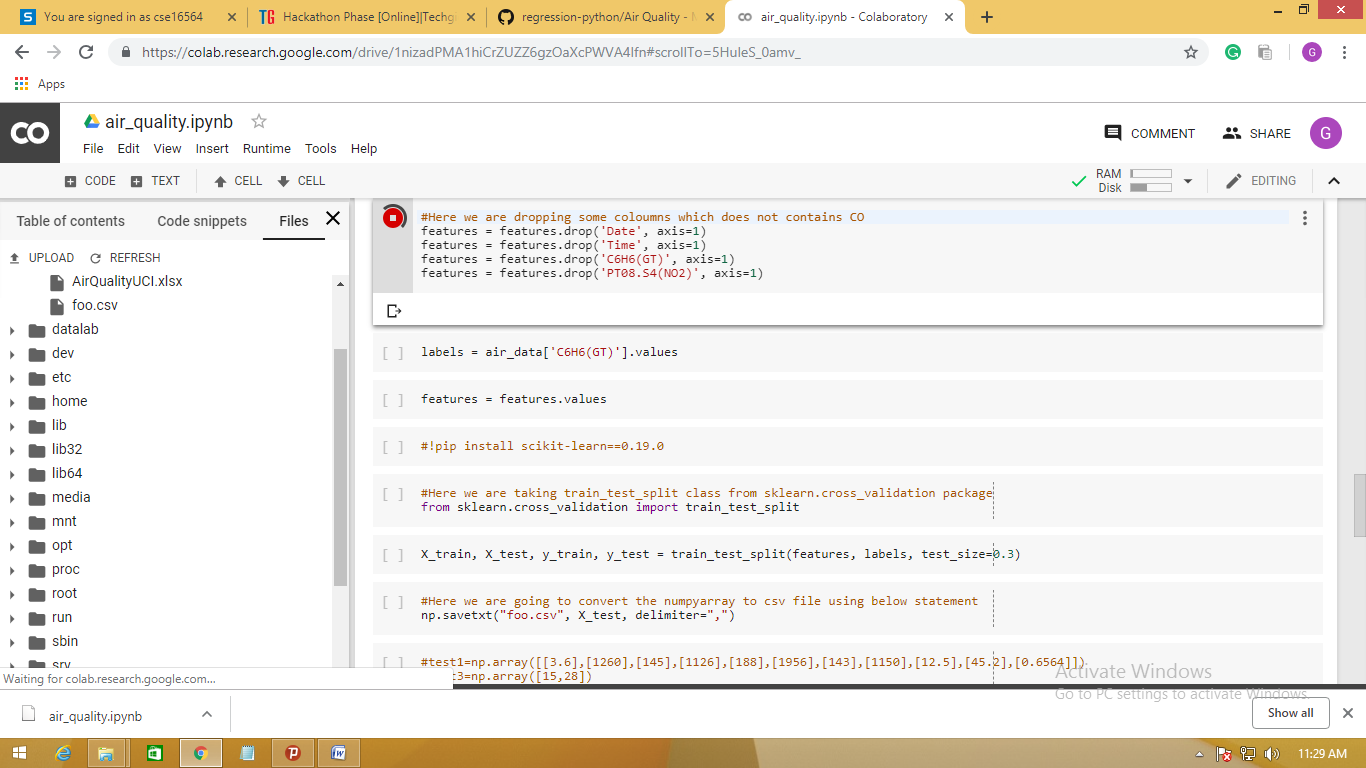 You are signed in as cse16564
Hackathon Phase [Online]|Techg
regression-python/Air Quality -
air_quality.ipynb - Colaboratory
https://colab.research.google.com/drive/1nizadPMA1hiCrZUZZ6gzOaXcPWVA4lfn#scrollTo=5HuleS_0amv_
G
Apps
CO
air_quality.ipynb
File Edit View Insert Runtime Tools Help
COMMENT
SHARE
G
CODE TEXT CELL CELL
RAM
Disk
EDITING
Table of contents Code snippets Files
UPLOAD REFRESH
AirQualityUCI.xlsx
foo.csv
datalab
dev
etc
home
lib
lib32
lib64
media
mnt
opt
proc
root
run
sbin
srv
#Here we are dropping some coloumns which does not contains CO
features = features.drop('Date', axis=1)
features = features.drop('Time', axis=1)
features = features.drop('C6H6(GT)', axis=1)
features = features.drop('PT08.S4(NO2)', axis=1)
[ ] labels = air_data['C6H6(GT)'].values
[ ] features = features.values
[ ] #!pip install scikit-learn==0.19.0
[ ] #Here we are taking train_test_split class from sklearn.cross_validation package
from sklearn.cross_validation import train_test_split
[ ] X_train, X_test, y_train, y_test = train_test_split(features, labels, test_size=0.3)
[ ] #Here we are going to convert the numpyarray to csv file using below statement
np.savetxt("foo.csv", X_test, delimiter=",")
[ ] #test1=np.array([[3.6],[1260],[145],[1126],[188],[1956],[143],[1150],[12.5],[45.2],[0.6564]])
t3=np.array([15,28])
Waiting for colab.research.google.com...
Activate Windows
Go to PC settings to activate Windows.
air_quality.ipynb
Show all
11:29 AM